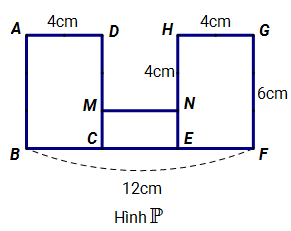 4cm 4cm
A D H G
4cm
6cm
M N
C E
B F
12cm
Hình ℙ